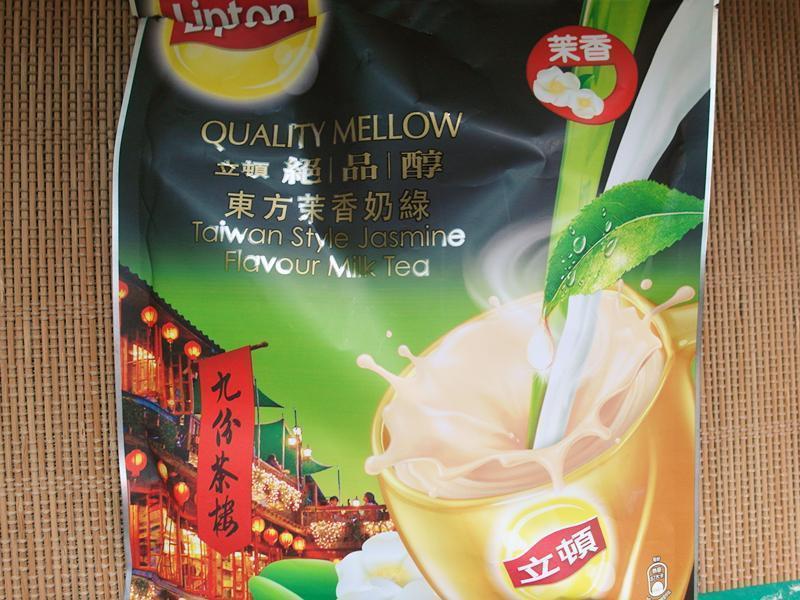 Lipton
茉香
QUALITY MELLOW
立頓 絕|品|醇
東方茉香奶綠
Taiwan Style Jasmine
Flavour Milk Tea
九份茶樓
立頓